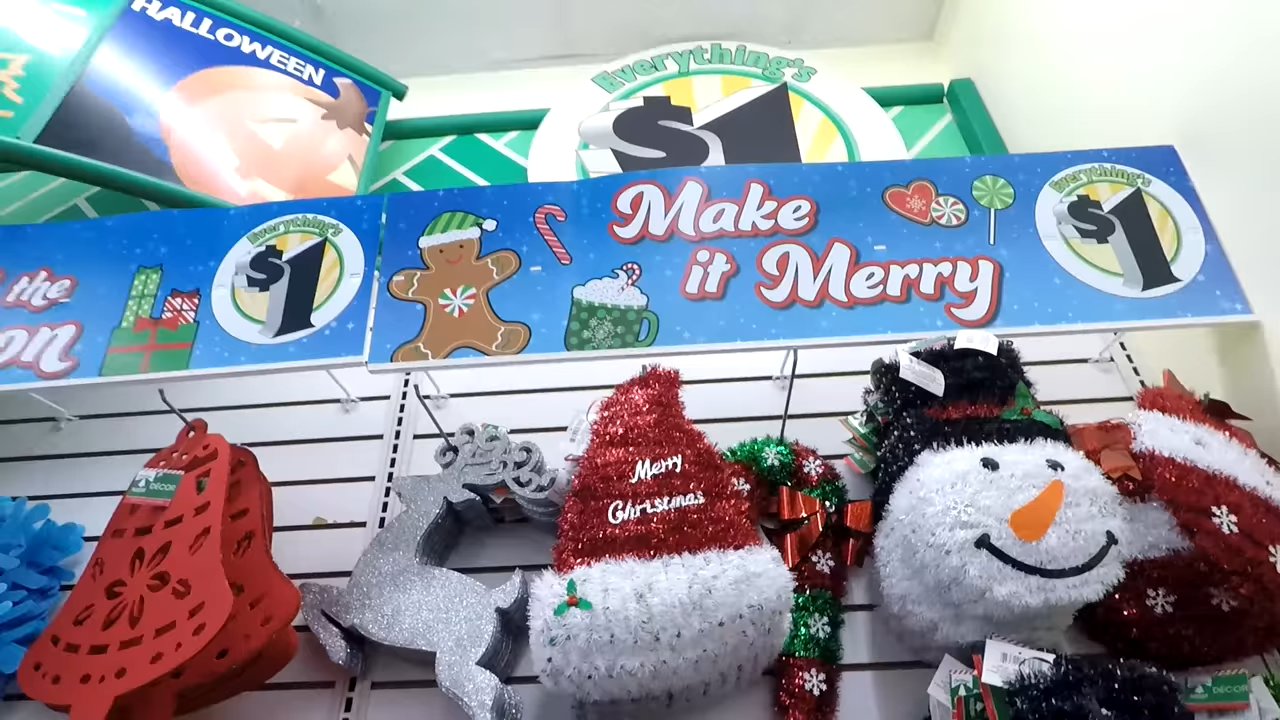 HALLOWEEN
Everything's
$1
the
on
Everything's
$1
Make
it Merry
Everything's
$1
DÉCOR
Merry
Christmas
DÉCOR